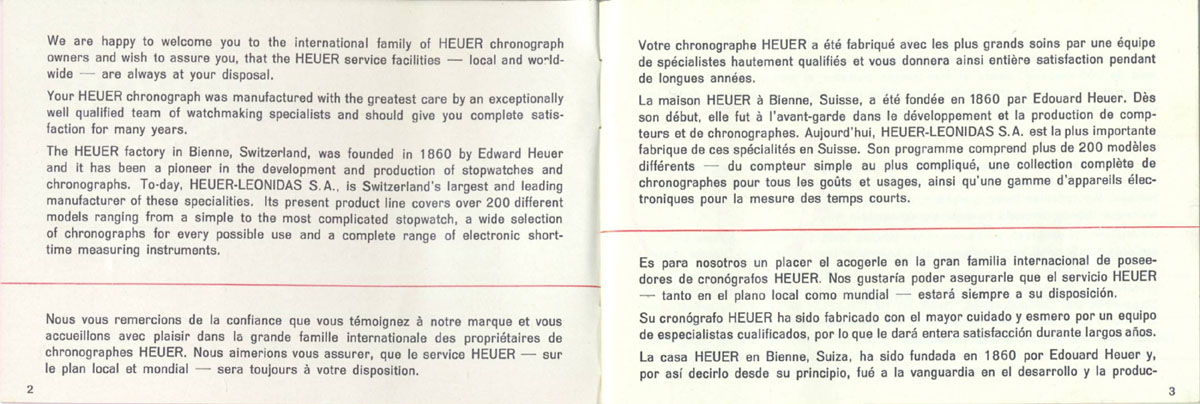 We are happy to welcome you to the international family of HEUER chronograph
owners and wish to assure you, that the HEUER service facilities — local and world-
wide — are always at your disposal.
Your HEUER chronograph was manufactured with the greatest care by an exceptionally
well qualified team of watchmaking specialists and should give you complete satis-
faction for many years.
The HEUER factory in Bienne, Switzerland, was founded in 1860 by Edward Heuer
and it has been a pioneer in the development and production of stopwatches and
chronographs. To-day, HEUER-LEONIDAS S.A., is Switzerland's largest and leading
manufacturer of these specialities. Its present product line covers over 200 different
models ranging from a simple to the most complicated stopwatch, a wide selection
of chronographs for every possible use and a complete range of electronic short-
time measuring instruments.
Nous vous remercions de la confiance que vous témoignez à notre marque et vous
accueillons avec plaisir dans la grande famille internationale des propriétaires de
chronographes HEUER. Nous aimerions vous assurer, que le service HEUER — sur
le plan local et mondial — sera toujours à votre disposition.
2
Votre chronographe HEUER a été fabriqué avec les plus grands soins par une équipe
de spécialistes hautement qualifiés et vous donnera ainsi entière satisfaction pendant
de longues années.
La maison HEUER à Bienne, Suisse, a été fondée en 1860 par Edouard Heuer. Dès
son début, elle fut à l'avant-garde dans le développement et la production de comp-
teurs et de chronographes. Aujourd'hui, HEUER-LEONIDAS S.A. est la plus importante
fabrique de ces spécialités en Suisse. Son programme comprend plus de 200 modèles
différents — du compteur simple au plus compliqué, une collection complète de
chronographes pour tous les goûts et usages, ainsi qu'une gamme d'appareils élec-
troniques pour la mesure des temps courts.
Es para nosotros un placer el acogerle en la gran familia internacional de posee-
dores de cronógrafos HEUER. Nos gustaría poder asegurarle que el servicio HEUER
— tanto en el plano local como mundial — estará siempre a su disposición.
Su cronógrafo HEUER ha sido fabricado con el mayor cuidado y esmero por un equipo
de especialistas cualificados, por lo que le dará entera satisfacción durante largos años.
La casa HEUER en Bienne, Suiza, ha sido fundada en 1860 por Edouard Heuer y,
por así decirlo desde su principio, fué a la vanguardia en el desarrollo y la produc-
3